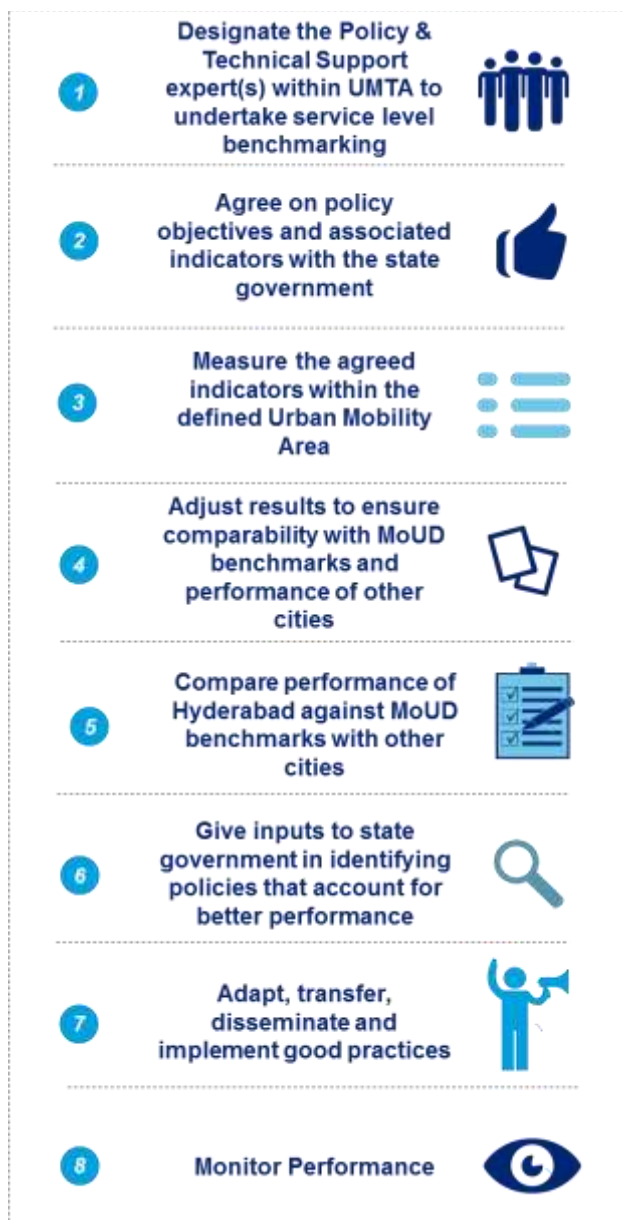 Designate the Policy &
Technical Support
1
expert(s) within UMTA to
undertake service level
benchmarking
Agree on policy
2
objectives and associated
indicators with the state
government
Measure the agreed
3
indicators within the
defined Urban Mobility
Area
Adjust results to ensure
comparability with MoUD
4
benchmarks and
performance of other
cities
Compare performance of
5
Hyderabad against MoUD
benchmarks with other
cities
Give inputs to state
6
government in identifying
policies that account for
better performance
Adapt, transfer,
7
disseminate and
implement good practices
8
Monitor Performance